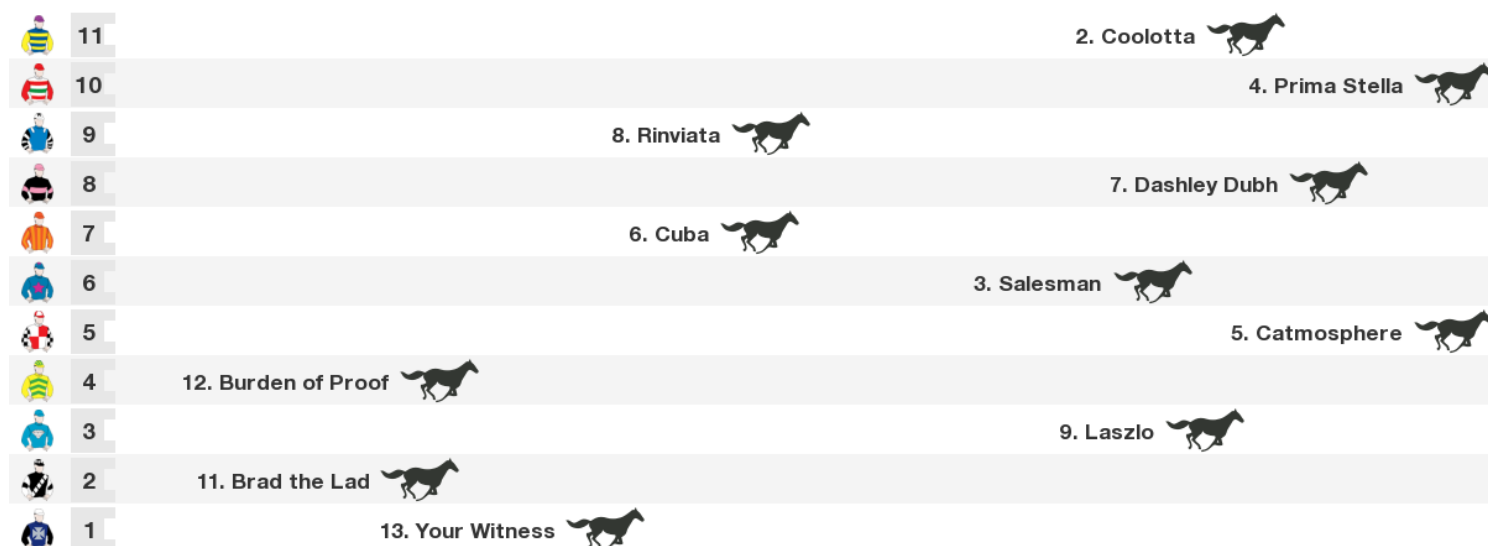 11 2. Coolotta
10 4. Prima Stella
9 8. Rinviata
8 7. Dashley Dubh
7 6. Cuba
6 3. Salesman
5 5. Catmosphere
4 12. Burden of Proof
3 9. Laszlo
2 11. Brad the Lad
1 13. Your Witness